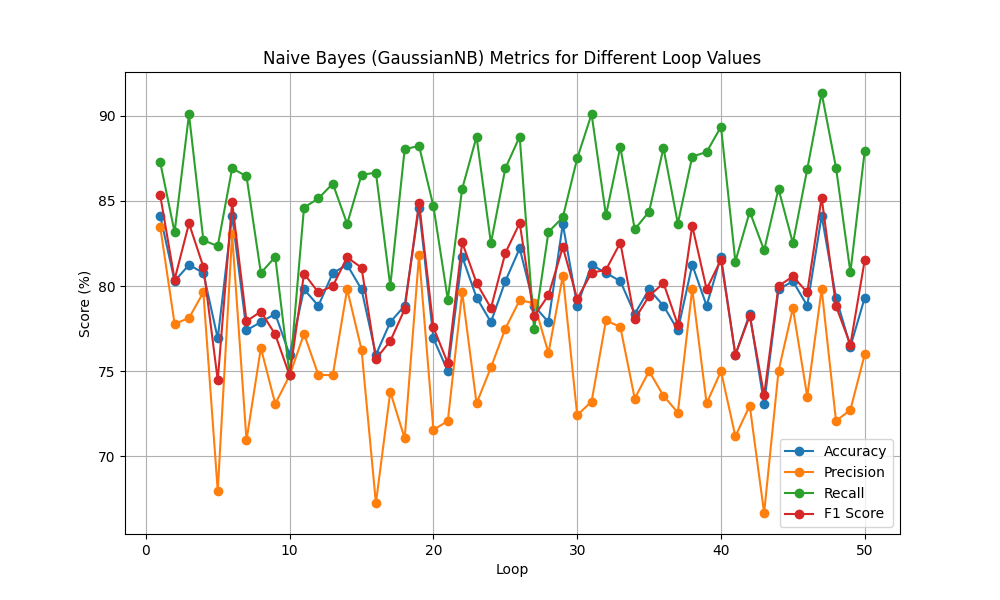 Naive Bayes (GaussianNB) Metrics for Different Loop Values
90
85
80
75
70
Score (%)
0 10 20 30 40 50
Loop
Accuracy
Precision
Recall
F1 Score